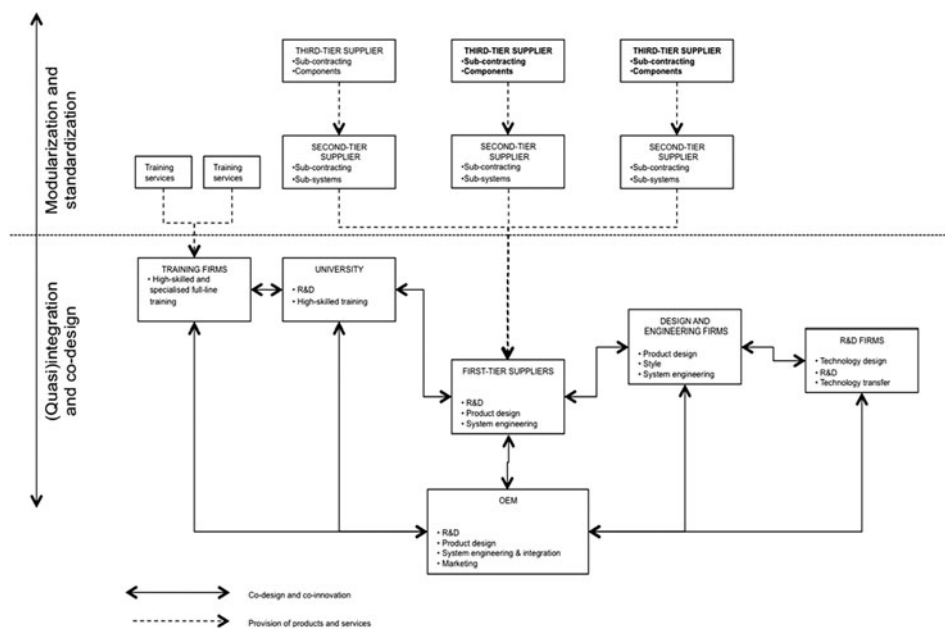 Modularization and
standardization
(Quasi)integration
and co-design
THIRD-TIER SUPPLIER
•Sub-contracting
•Components
THIRD-TIER SUPPLIER
•Sub-contracting
•Components
THIRD-TIER SUPPLIER
•Sub-contracting
•Components
Training
services
Training
services
SECOND-TIER
SUPPLIER
•Sub-contracting
•Sub-systems
SECOND-TIER
SUPPLIER
•Sub-contracting
•Sub-systems
SECOND-TIER
SUPPLIER
•Sub-contracting
•Sub-systems
TRAINING FIRMS
• High-skilled and
specialised full-line
training
UNIVERSITY
• R&D
• High-skilled training
FIRST-TIER SUPPLIERS
• R&D
• Product design
• System engineering
DESIGN AND
ENGINEERING FIRMS
• Product design
• Style
• System engineering
R&D FIRMS
• Technology design
• R&D
• Technology transfer
OEM
• R&D
• Product design
• System engineering & integration
• Marketing
Co-design and co-innovation
Provision of products and services